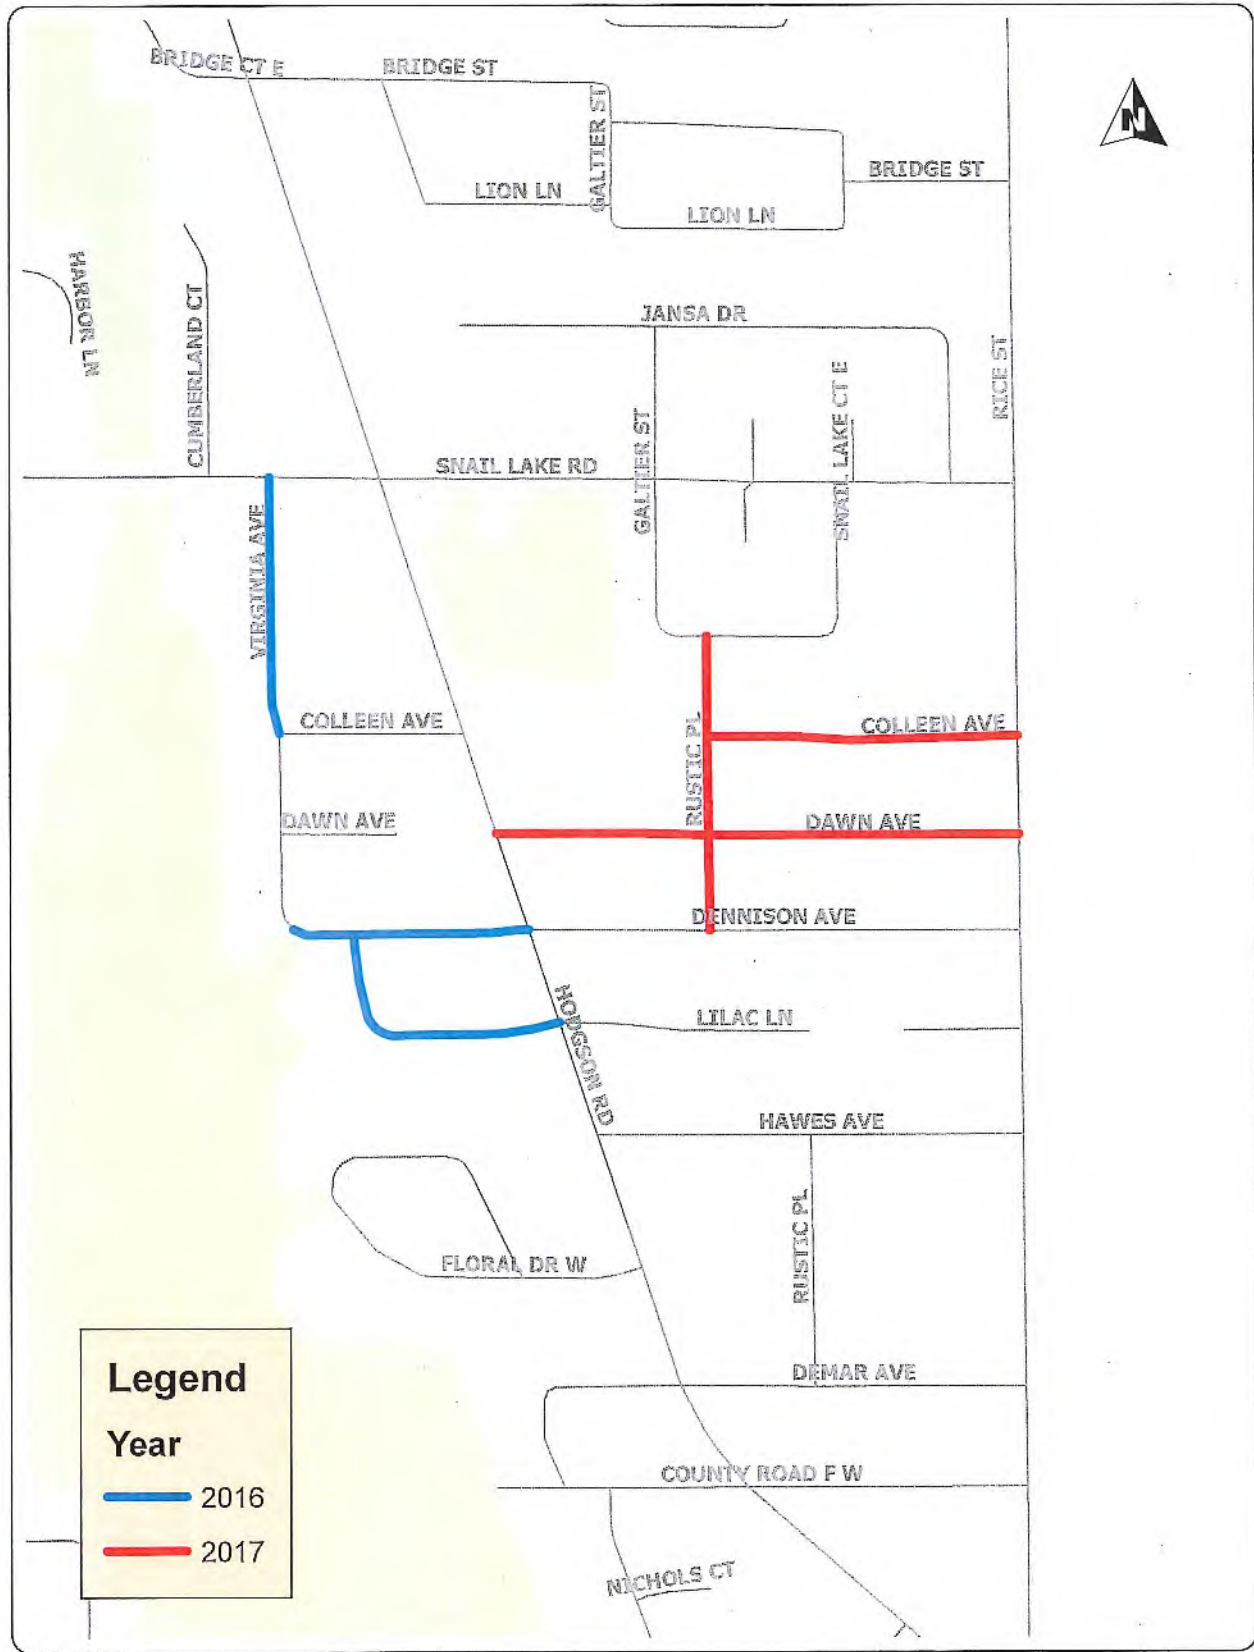 BRIDGE CT E
BRIDGE ST
GALTIER ST
BRIDGE ST
LION LN
LION LN
N
HARBOR LN
CUMBERLAND CT
JANSA DR
RICE ST
SNAIL LAKE CT E
GALTIER ST
SNAIL LAKE RD
VIRGINIA AVE
COLLEEN AVE
COLLEEN AVE
RUSTIC PL
DAWN AVE
DAWN AVE
DENNISON AVE
HODGSON RD
LILAC LN
HAWES AVE
RUSTIC PL
FLORAL DR W
DEMAR AVE
COUNTY ROAD F W
NICHOLS CT
Legend
Year
2016
2017